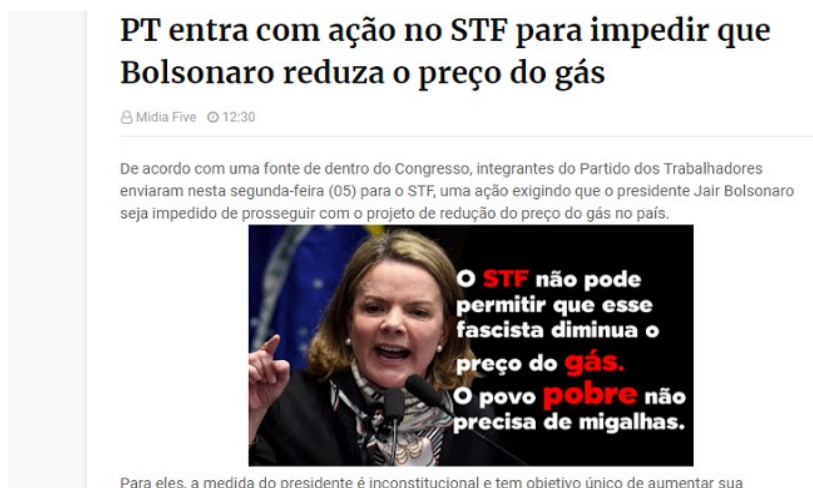 PT entra com ação no STF para impedir que
Bolsonaro reduza o preço do gás
Midia Five 12:30
De acordo com uma fonte de dentro do Congresso, integrantes do Partido dos Trabalhadores
enviaram nesta segunda-feira (05) para o STF, uma ação exigindo que o presidente Jair Bolsonaro
seja impedido de prosseguir com o projeto de redução do preço do gás no país.
O STF não pode
permitir que esse
fascista diminua o
preço do gás.
O povo pobre não
precisa de migalhas.
Para eles, a medida do presidente é inconstitucional e tem objetivo único de aumentar sua